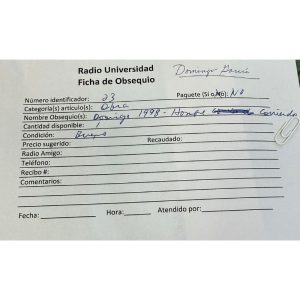 Radio Universidad
Ficha de Obsequio
Domingo García
Número identificador: 23 Paquete (Si o No): No
Categoría(s) artículo(s): Obra
Nombre Obsequio(s): Domingo 1998 - Hombre Corriendo
Cantidad disponible: 1
Condición: Buena
Precio sugerido: Recaudado:
Radio Amigo:
Teléfono:
Recibo #:
Comentarios:
Fecha: Hora: Atendido por: